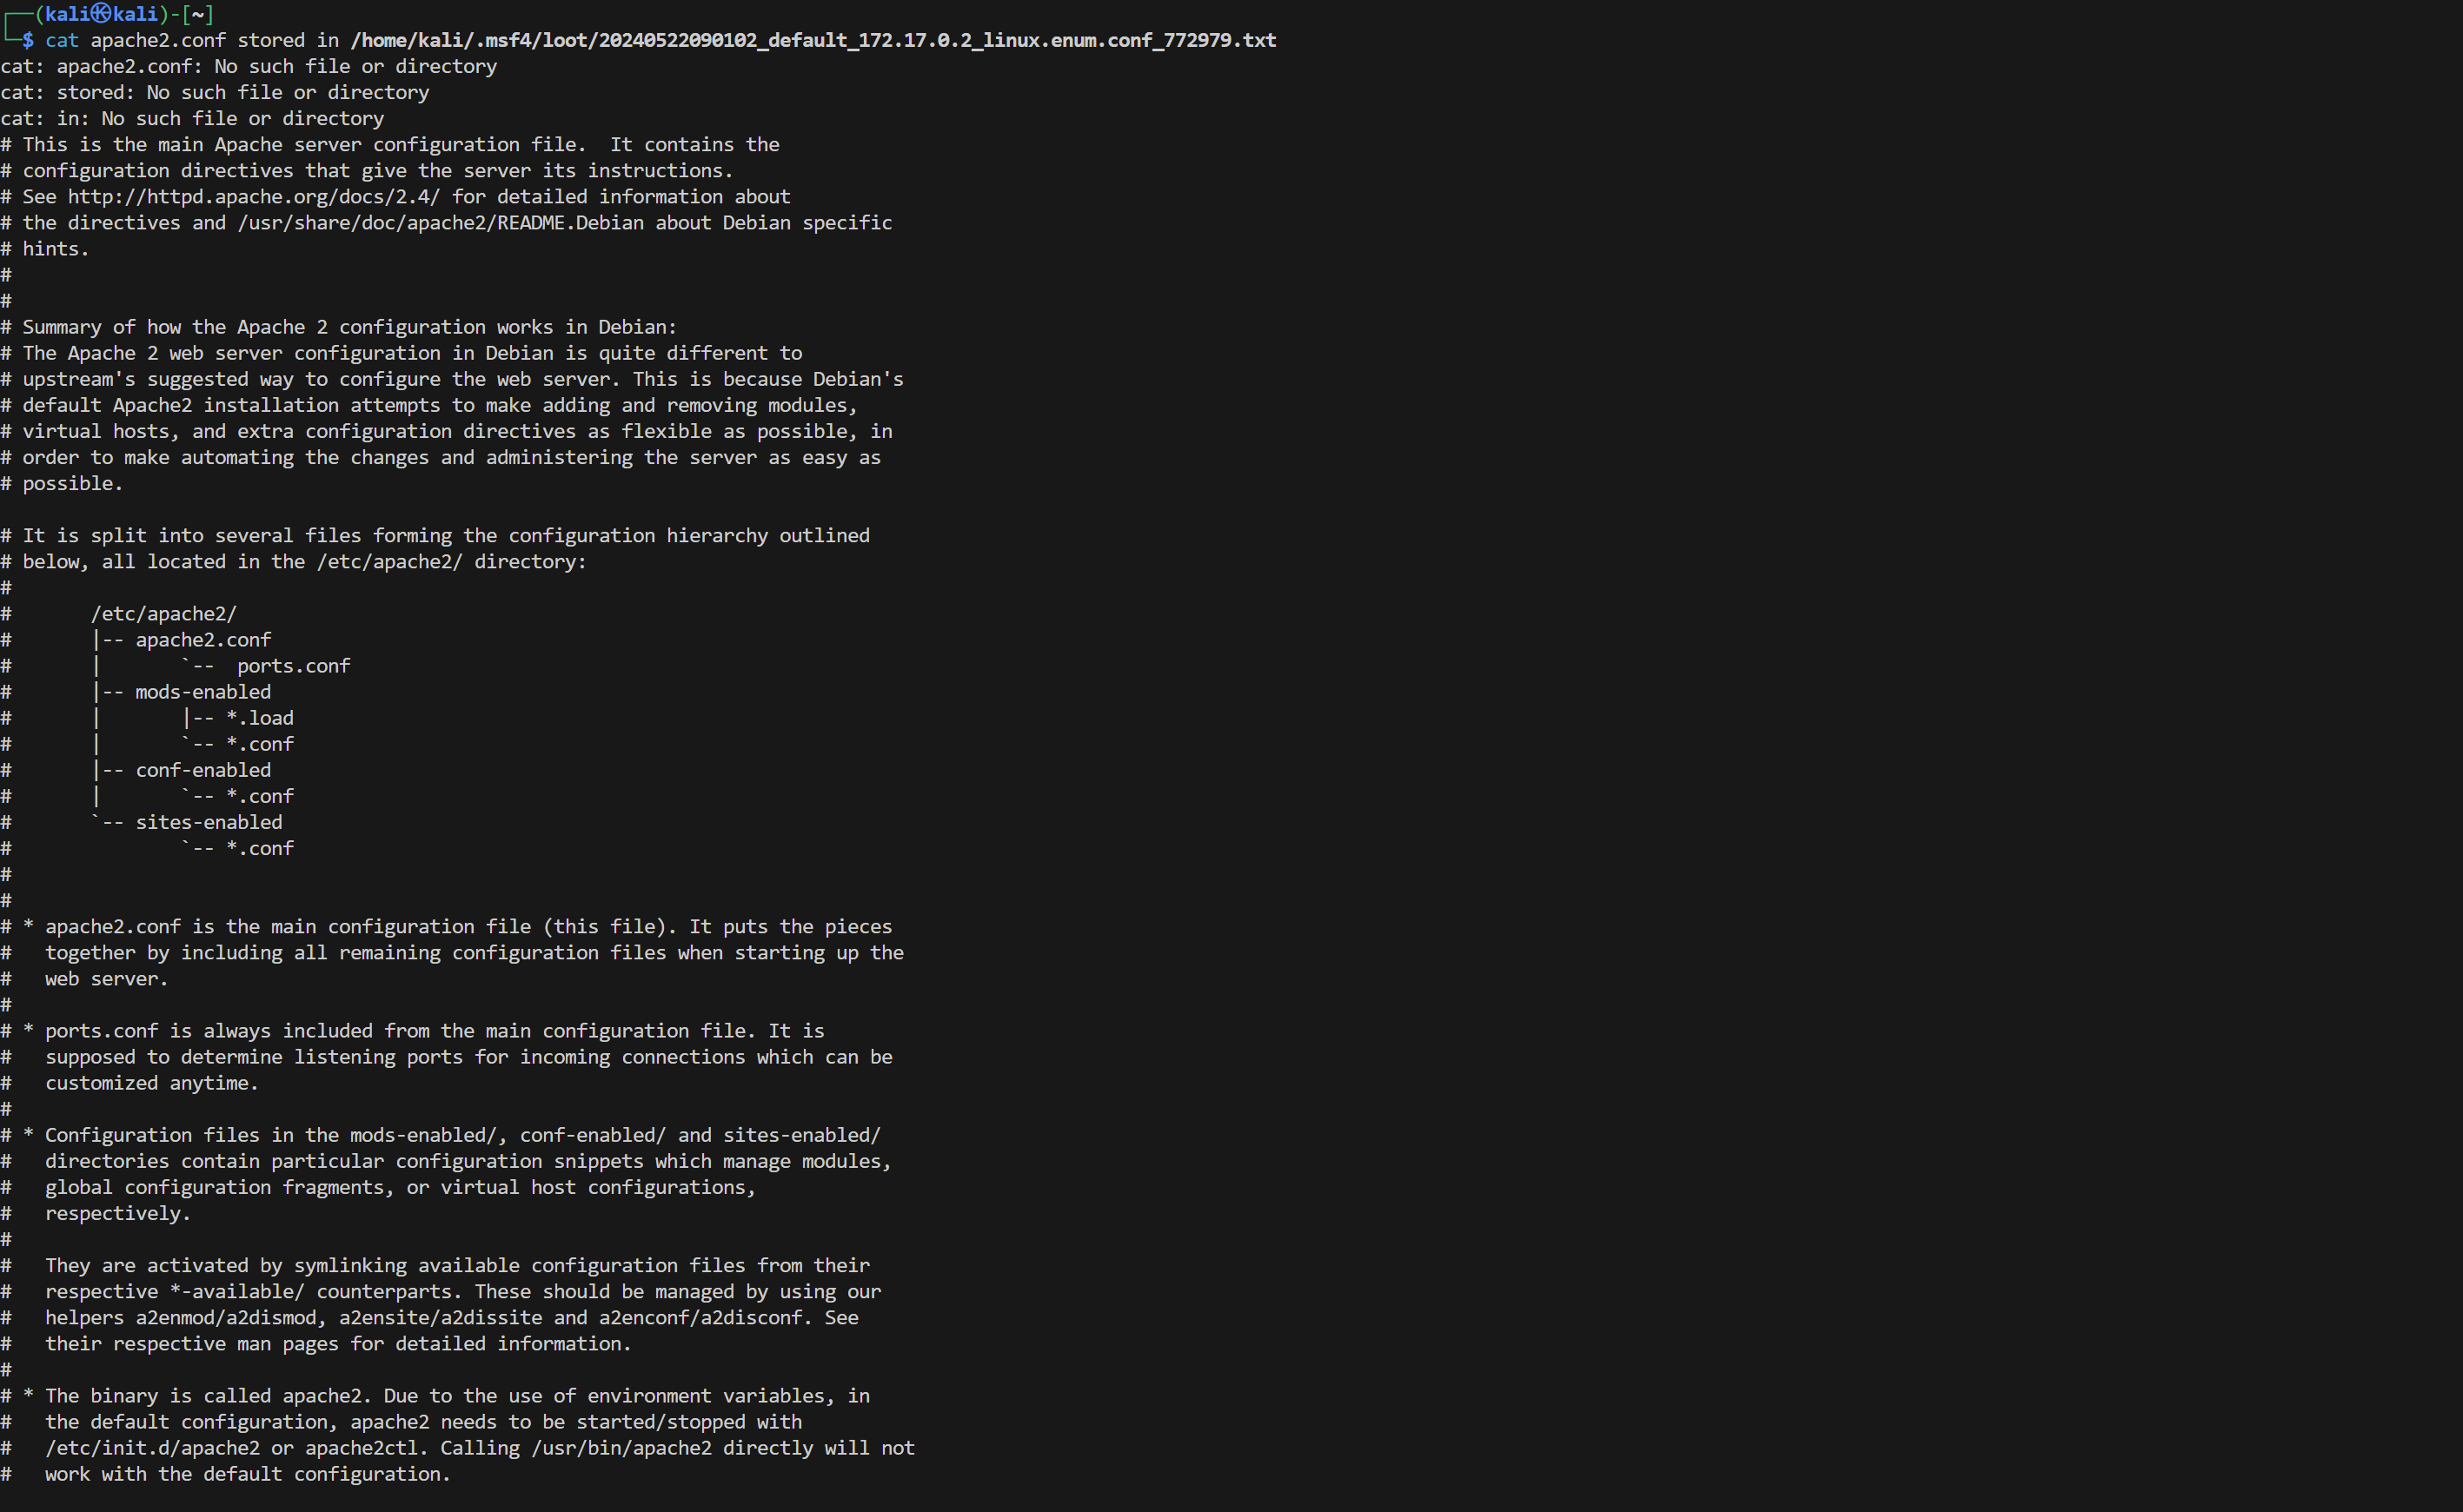 ┌──(kali㉿kali)-[~]
└─$ cat apache2.conf stored in /home/kali/.msf4/loot/20240522090102_default_172.17.0.2_linux.enum.conf_772979.txt
cat: apache2.conf: No such file or directory
cat: stored: No such file or directory
cat: in: No such file or directory
# This is the main Apache server configuration file.  It contains the
# configuration directives that give the server its instructions.
# See http://httpd.apache.org/docs/2.4/ for detailed information about
# the directives and /usr/share/doc/apache2/README.Debian about Debian specific
# hints.
#
#
# Summary of how the Apache 2 configuration works in Debian:
# The Apache 2 web server configuration in Debian is quite different to
# upstream's suggested way to configure the web server. This is because Debian's
# default Apache2 installation attempts to make adding and removing modules,
# virtual hosts, and extra configuration directives as flexible as possible, in
# order to make automating the changes and administering the server as easy as
# possible.

# It is split into several files forming the configuration hierarchy outlined
# below, all located in the /etc/apache2/ directory:
#
#       /etc/apache2/
#       |-- apache2.conf
#       |       `--  ports.conf
#       |-- mods-enabled
#       |       |-- *.load
#       |       `-- *.conf
#       |-- conf-enabled
#       |       `-- *.conf
#       `-- sites-enabled
#               `-- *.conf
#
#
# * apache2.conf is the main configuration file (this file). It puts the pieces
#   together by including all remaining configuration files when starting up the
#   web server.
#
# * ports.conf is always included from the main configuration file. It is
#   supposed to determine listening ports for incoming connections which can be
#   customized anytime.
#
# * Configuration files in the mods-enabled/, conf-enabled/ and sites-enabled/
#   directories contain particular configuration snippets which manage modules,
#   global configuration fragments, or virtual host configurations,
#   respectively.
#
#   They are activated by symlinking available configuration files from their
#   respective *-available/ counterparts. These should be managed by using our
#   helpers a2enmod/a2dismod, a2ensite/a2dissite and a2enconf/a2disconf. See
#   their respective man pages for detailed information.
#
# * The binary is called apache2. Due to the use of environment variables, in
#   the default configuration, apache2 needs to be started/stopped with
#   /etc/init.d/apache2 or apache2ctl. Calling /usr/bin/apache2 directly will not
#   work with the default configuration.